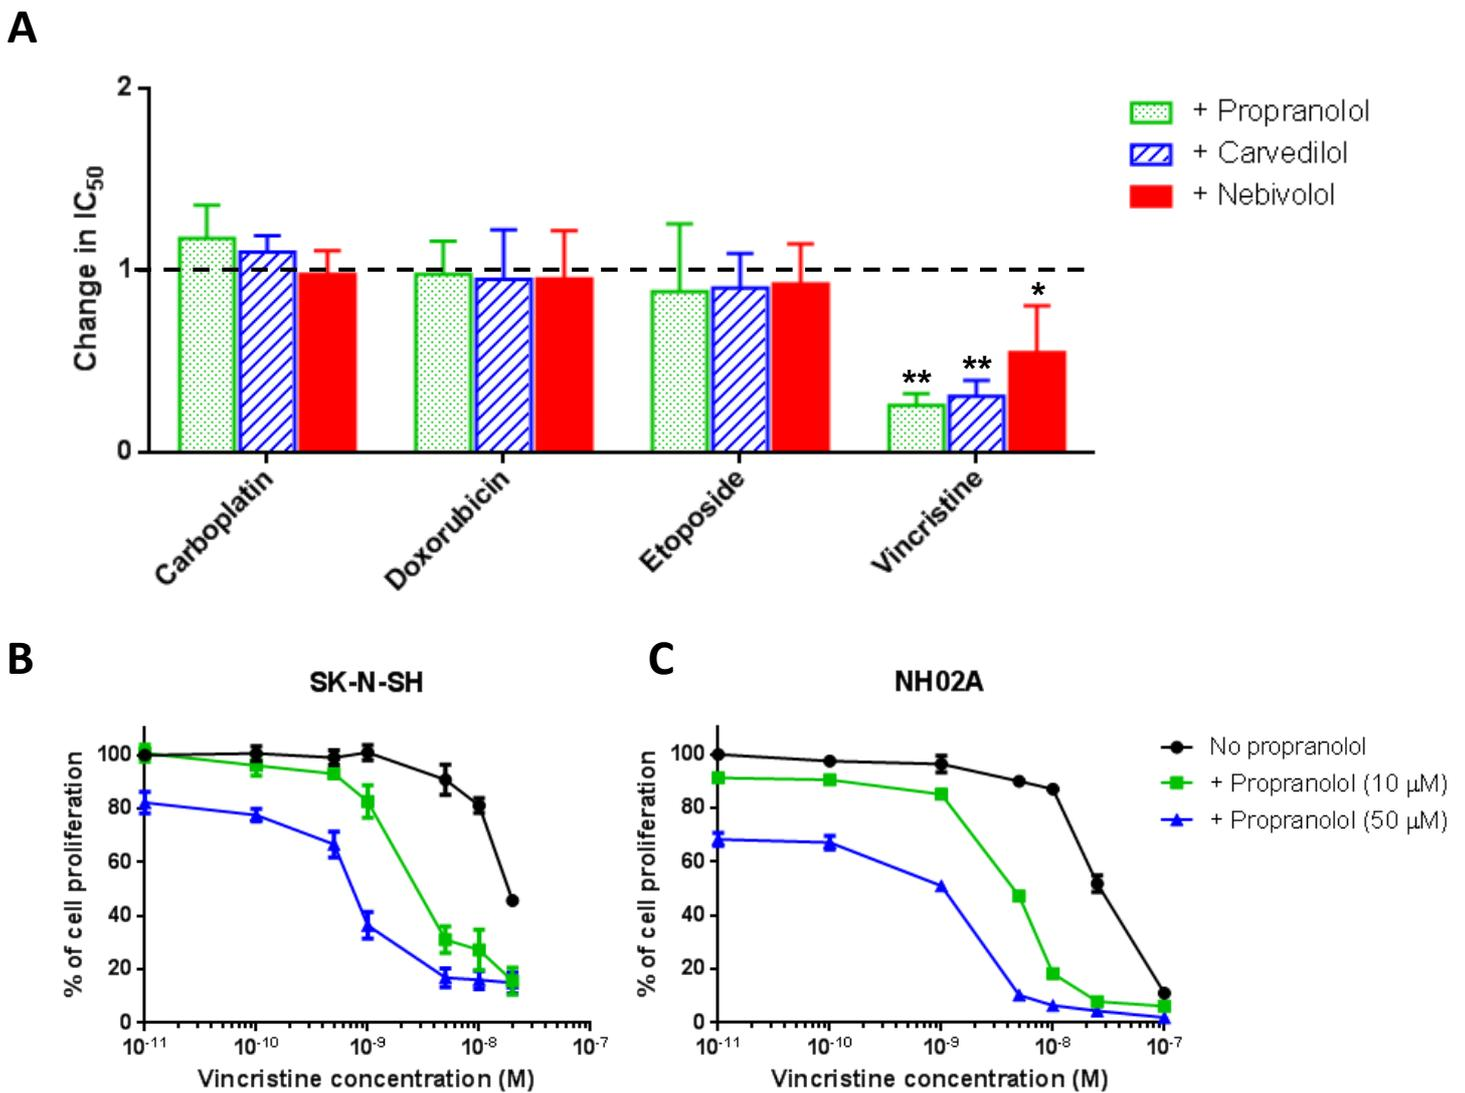 A
2
1
0
Change in IC50
+ Propranolol
+ Carvedilol
+ Nebivolol
**
**
*
Carboplatin
Doxorubicin
Etoposide
Vincristine
B
SK-N-SH
% of cell proliferation
100
80
60
40
20
0
10-11
10-10
10-9
10-8
10-7
Vincristine concentration (M)
C
NH02A
% of cell proliferation
100
80
60
40
20
0
10-11
10-10
10-9
10-8
10-7
Vincristine concentration (M)
No propranolol
+ Propranolol (10 μM)
+ Propranolol (50 μM)